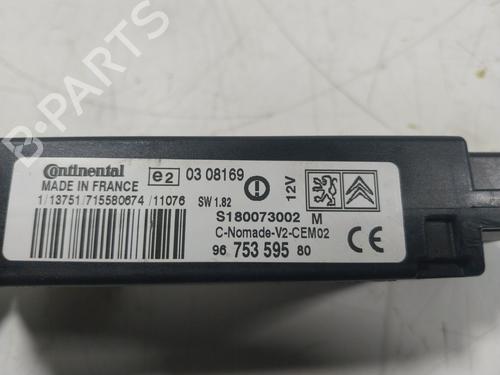 Continental
MADE IN FRANCE
e2
03 08169
12V
1/13751/715580674 /11076
SW 1.82
S180073002 M
C-Nomade-V2-CEM02
96 753 595 80
CE
B-PARTS